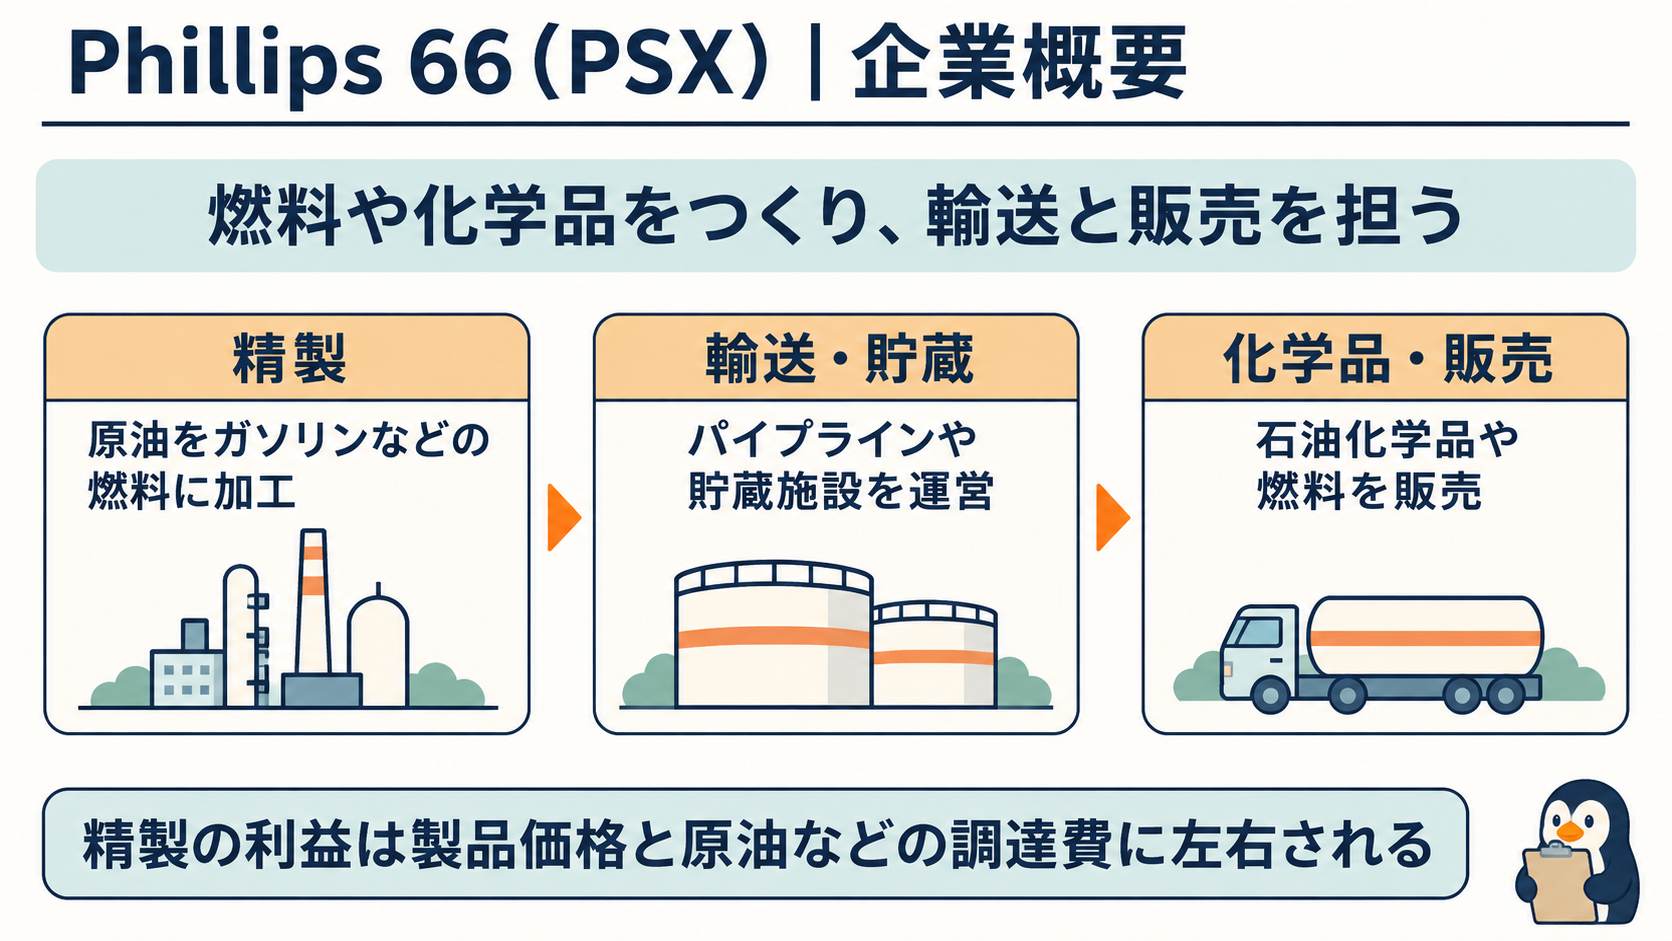 Phillips 66（PSX）｜企業概要
燃料や化学品をつくり、輸送と販売を担う
精製
原油をガソリンなどの
燃料に加工
輸送・貯蔵
パイプラインや
貯蔵施設を運営
化学品・販売
石油化学品や
燃料を販売
精製の利益は製品価格と原油などの調達費に左右される